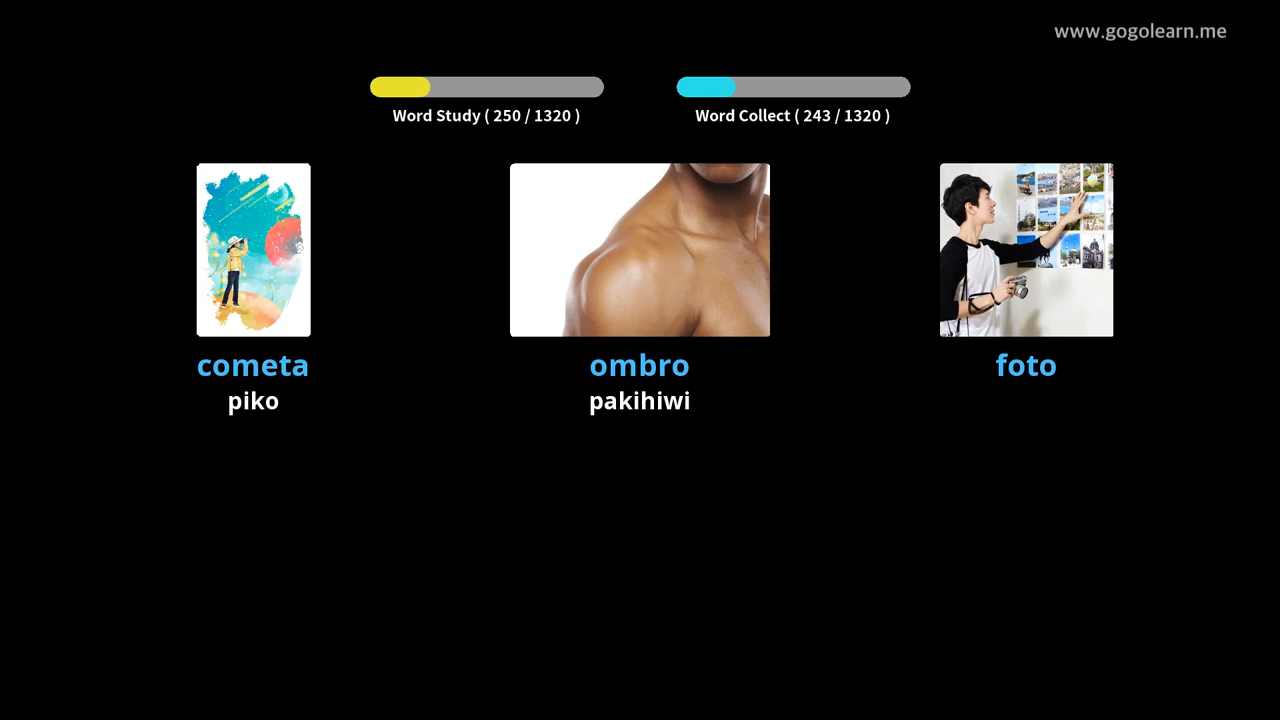 www.gogolearn.me
Word Study ( 250 / 1320 )
Word Collect ( 243 / 1320 )
cometa
piko
ombro
pakihiwi
foto